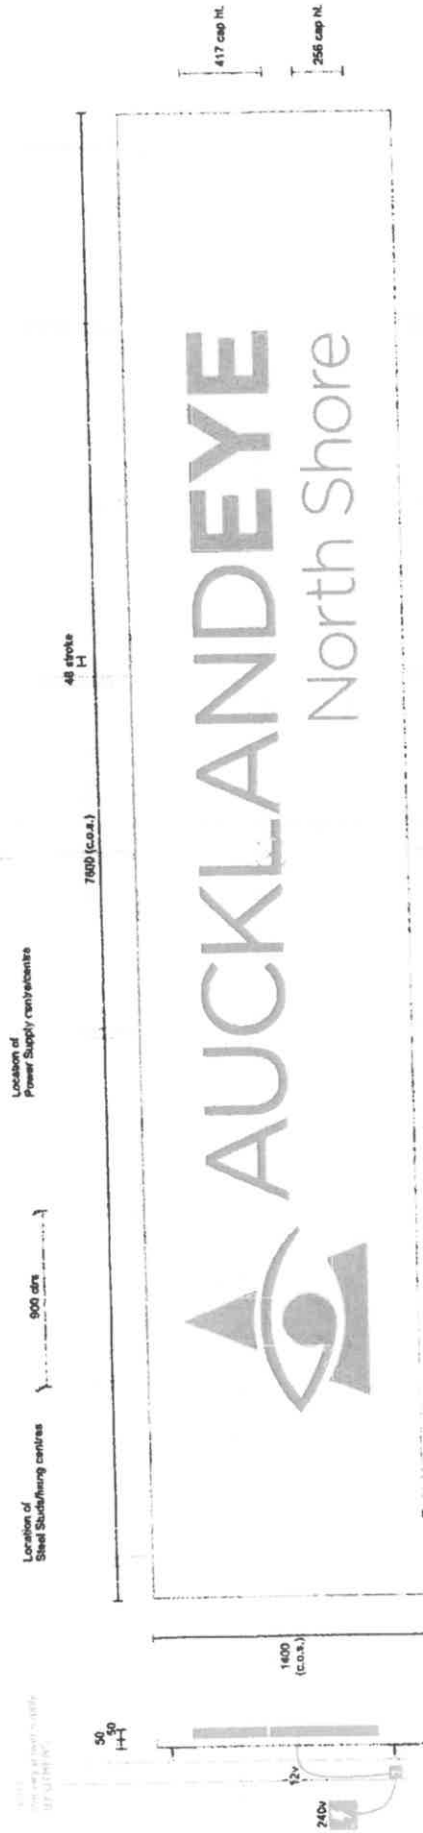 417 cap ht.
256 cap ht.
48 stroke
7600 (c.o.s.)
Location of
Power Supply centre/centre
900 ctrs
Location of
Steel Studs/fixing centres
AUCKLANDEYE
North Shore
1400
(c.o.s.)
50
50
12v
240v